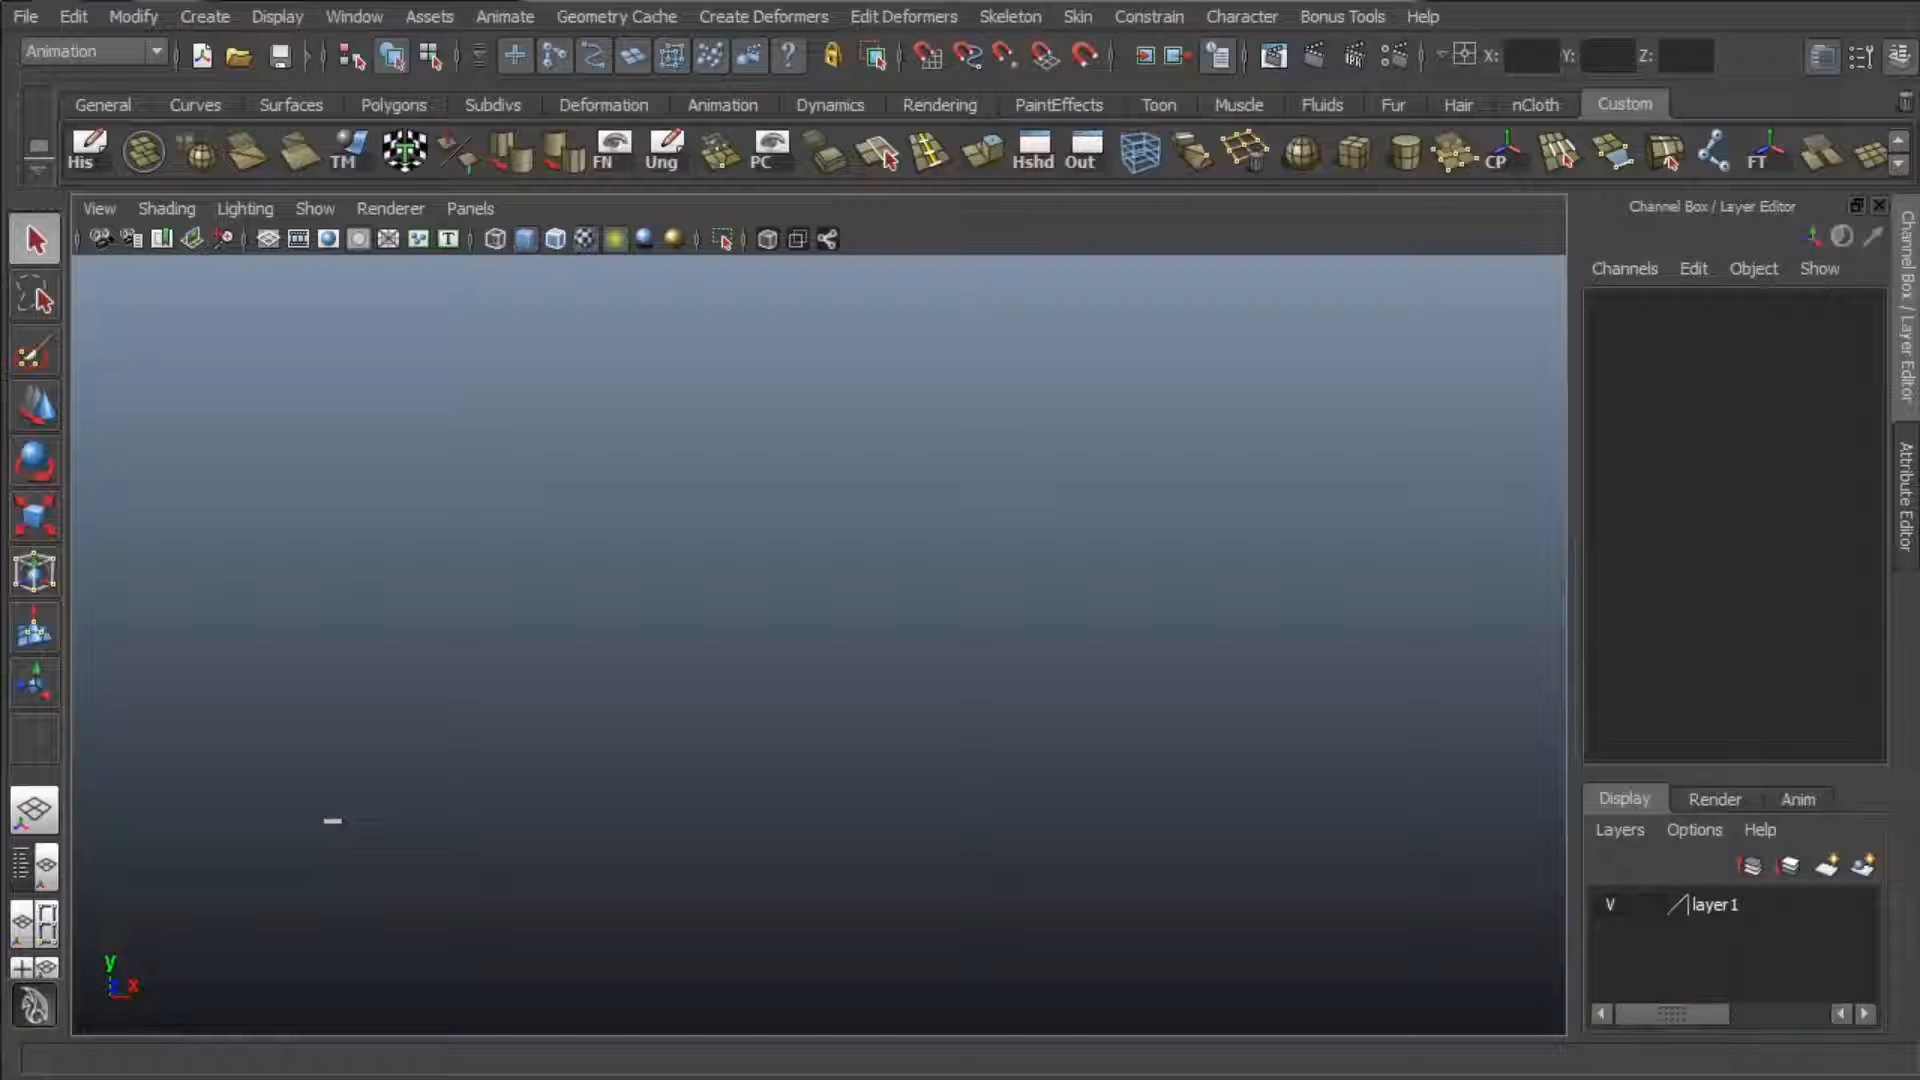 File Edit Modify Create Display Window Assets Animate Geometry Cache Create Deformers Edit Deformers Skeleton Skin Constrain Character Bonus Tools Help
Animation ? IPR X: Y: Z:
General Curves Surfaces Polygons Subdivs Deformation Animation Dynamics Rendering PaintEffects Toon Muscle Fluids Fur Hair nCloth Custom
His TM FN Ung PC Hshd Out CP FT
View Shading Lighting Show Renderer Panels
T
Channel Box / Layer Editor
Channels Edit Object Show
Channel Box / Layer Editor
Attribute Editor
Display Render Anim
Layers Options Help
V layer1
y
x